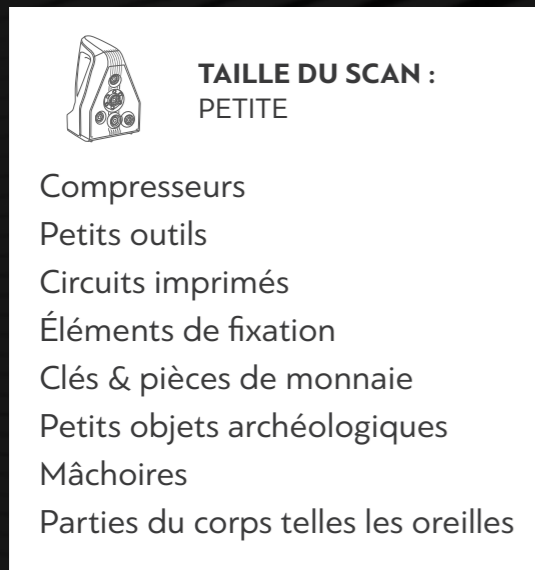 TAILLE DU SCAN :
PETITE
Compresseurs
Petits outils
Circuits imprimés
Éléments de fixation
Clés & pièces de monnaie
Petits objets archéologiques
Mâchoires
Parties du corps telles les oreilles